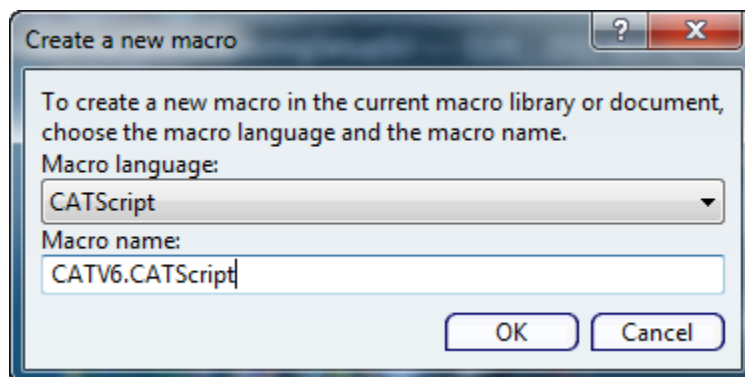 Create a new macro
?
X
To create a new macro in the current macro library or document,
choose the macro language and the macro name.
Macro language:
CATScript
Macro name:
CATV6.CATScript
OK Cancel